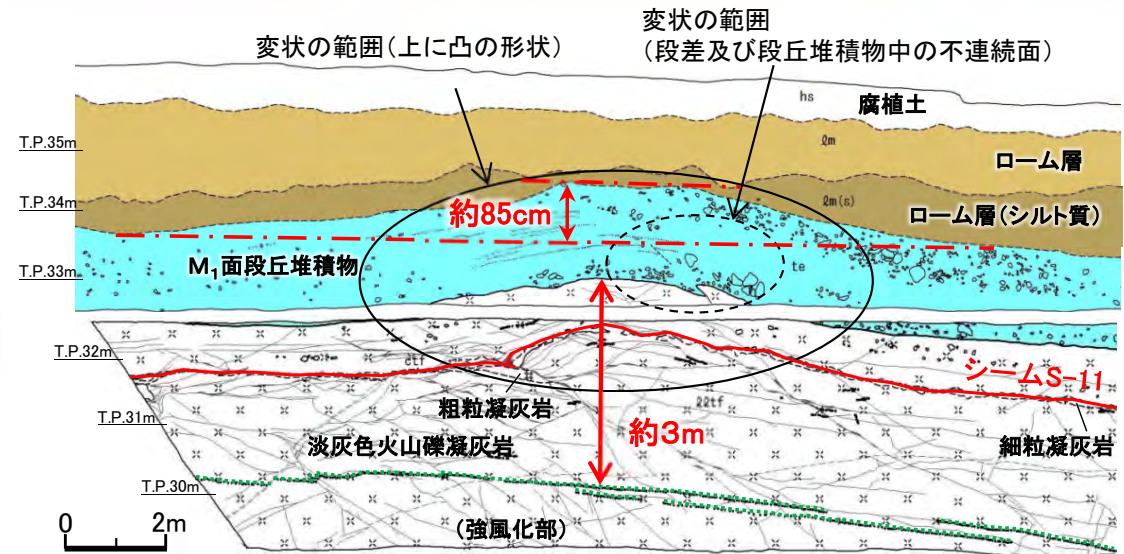 変状の範囲（上に凸の形状）
変状の範囲
（段差及び段丘堆積物中の不連続面）
hs
腐植土
T.P.35m
ℓm
ローム層
T.P.34m
約85cm
ℓm(s)
ローム層（シルト質）
M₁面段丘堆積物
te
T.P.33m
T.P.32m
ctf
シームS-11
粗粒凝灰岩
ℓℓtf
T.P.31m
淡灰色火山礫凝灰岩
約3m
細粒凝灰岩
T.P.30m
0 2m
（強風化部）